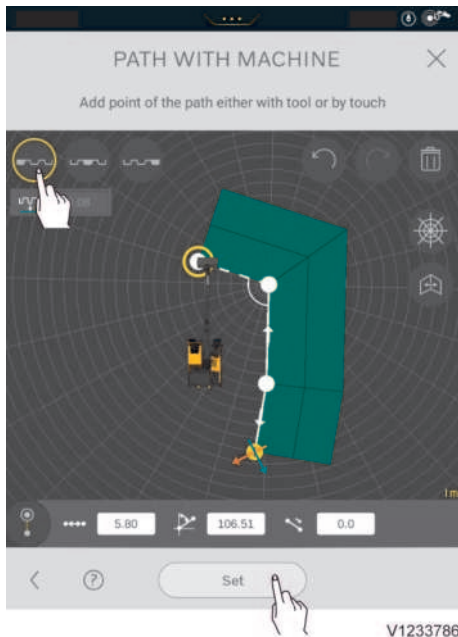 PATH WITH MACHINE
Add point of the path either with tool or by touch
1m
5.80
106.51
0.0
?
Set
V1233786